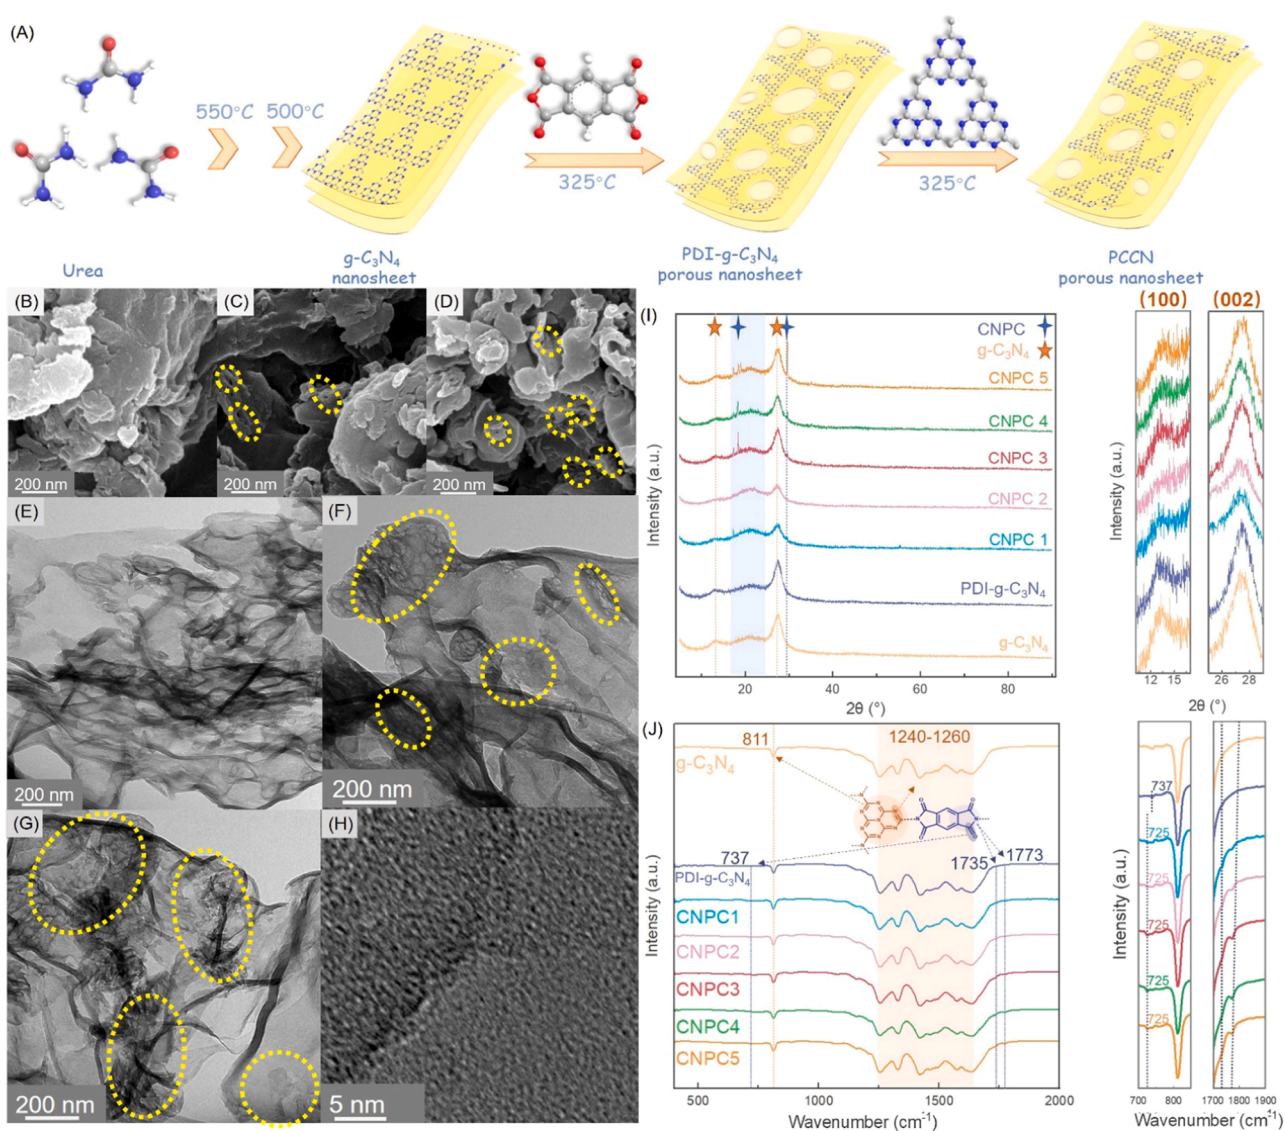 (A)
550°C
500°C
325°C
325°C
Urea
g-C₃N₄
nanosheet
PDI-g-C₃N₄
porous nanosheet
PCCN
porous nanosheet
(B)
200 nm
(C)
200 nm
(D)
200 nm
(E)
200 nm
(F)
200 nm
(G)
200 nm
(H)
5 nm
(I)
CNPC
g-C₃N₄
CNPC 5
CNPC 4
CNPC 3
CNPC 2
CNPC 1
PDI-g-C₃N₄
g-C₃N₄
Intensity (a.u.)
20 40 60 80
2θ (°)
(100) (002)
Intensity (a.u.)
12 15 26 28
2θ (°)
(J)
811
1240-1260
g-C₃N₄
737
1735
1773
PDI-g-C₃N₄
CNPC1
CNPC2
CNPC3
CNPC4
CNPC5
Intensity (a.u.)
500 1000 1500 2000
Wavenumber (cm⁻¹)
737
725
725
725
725
725
Intensity (a.u.)
700 800 1700 1800 1900
Wavenumber (cm⁻¹)